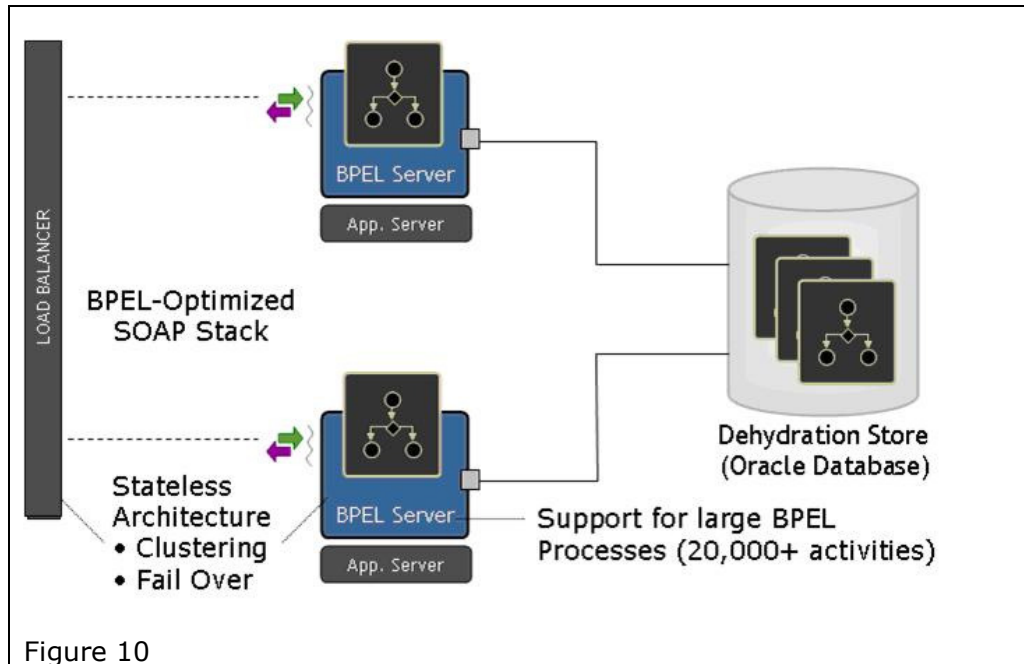 LOAD BALANCER
BPEL Server
App. Server
BPEL-Optimized
SOAP Stack
Dehydration Store
(Oracle Database)
Stateless
Architecture
• Clustering
• Fail Over
BPEL Server
App. Server
Support for large BPEL
Processes (20,000+ activities)
Figure 10